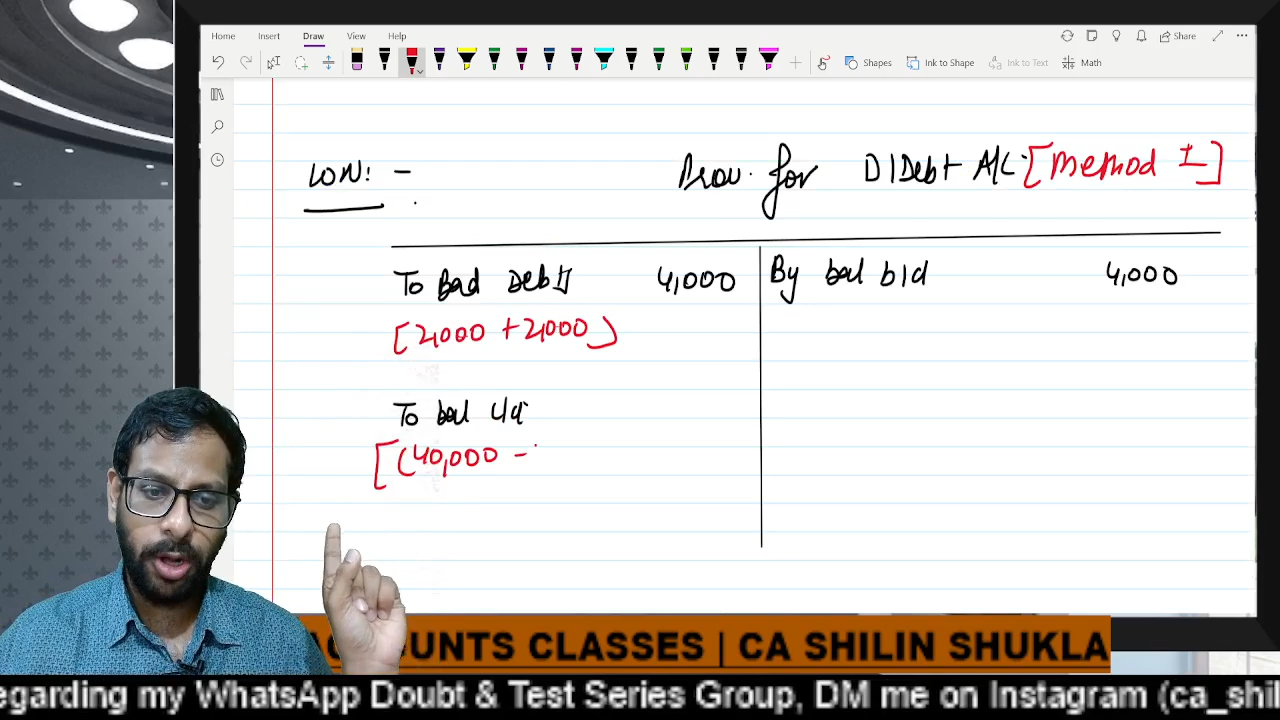 Home Insert Draw View Help
Share
Shapes Ink to Shape Ink to Text Math
W.N: - Prov. for D/Debt A/C [Method I]
To Bad Debts 4,000 By bal b/d 4,000
[2,000 + 2,000]
To bal c/d
[(40,000 -
ACCOUNTS CLASSES | CA SHILIN SHUKLA
egarding my WhatsApp Doubt & Test Series Group, DM me on Instagram (ca_shil